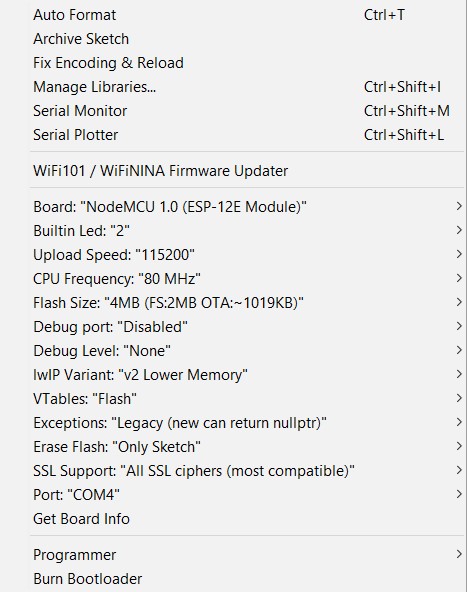 Auto Format Ctrl+T
Archive Sketch
Fix Encoding & Reload
Manage Libraries... Ctrl+Shift+I
Serial Monitor Ctrl+Shift+M
Serial Plotter Ctrl+Shift+L
WiFi101 / WiFiNINA Firmware Updater
Board: "NodeMCU 1.0 (ESP-12E Module)"
Builtin Led: "2"
Upload Speed: "115200"
CPU Frequency: "80 MHz"
Flash Size: "4MB (FS:2MB OTA:~1019KB)"
Debug port: "Disabled"
Debug Level: "None"
lwIP Variant: "v2 Lower Memory"
VTables: "Flash"
Exceptions: "Legacy (new can return nullptr)"
Erase Flash: "Only Sketch"
SSL Support: "All SSL ciphers (most compatible)"
Port: "COM4"
Get Board Info
Programmer
Burn Bootloader